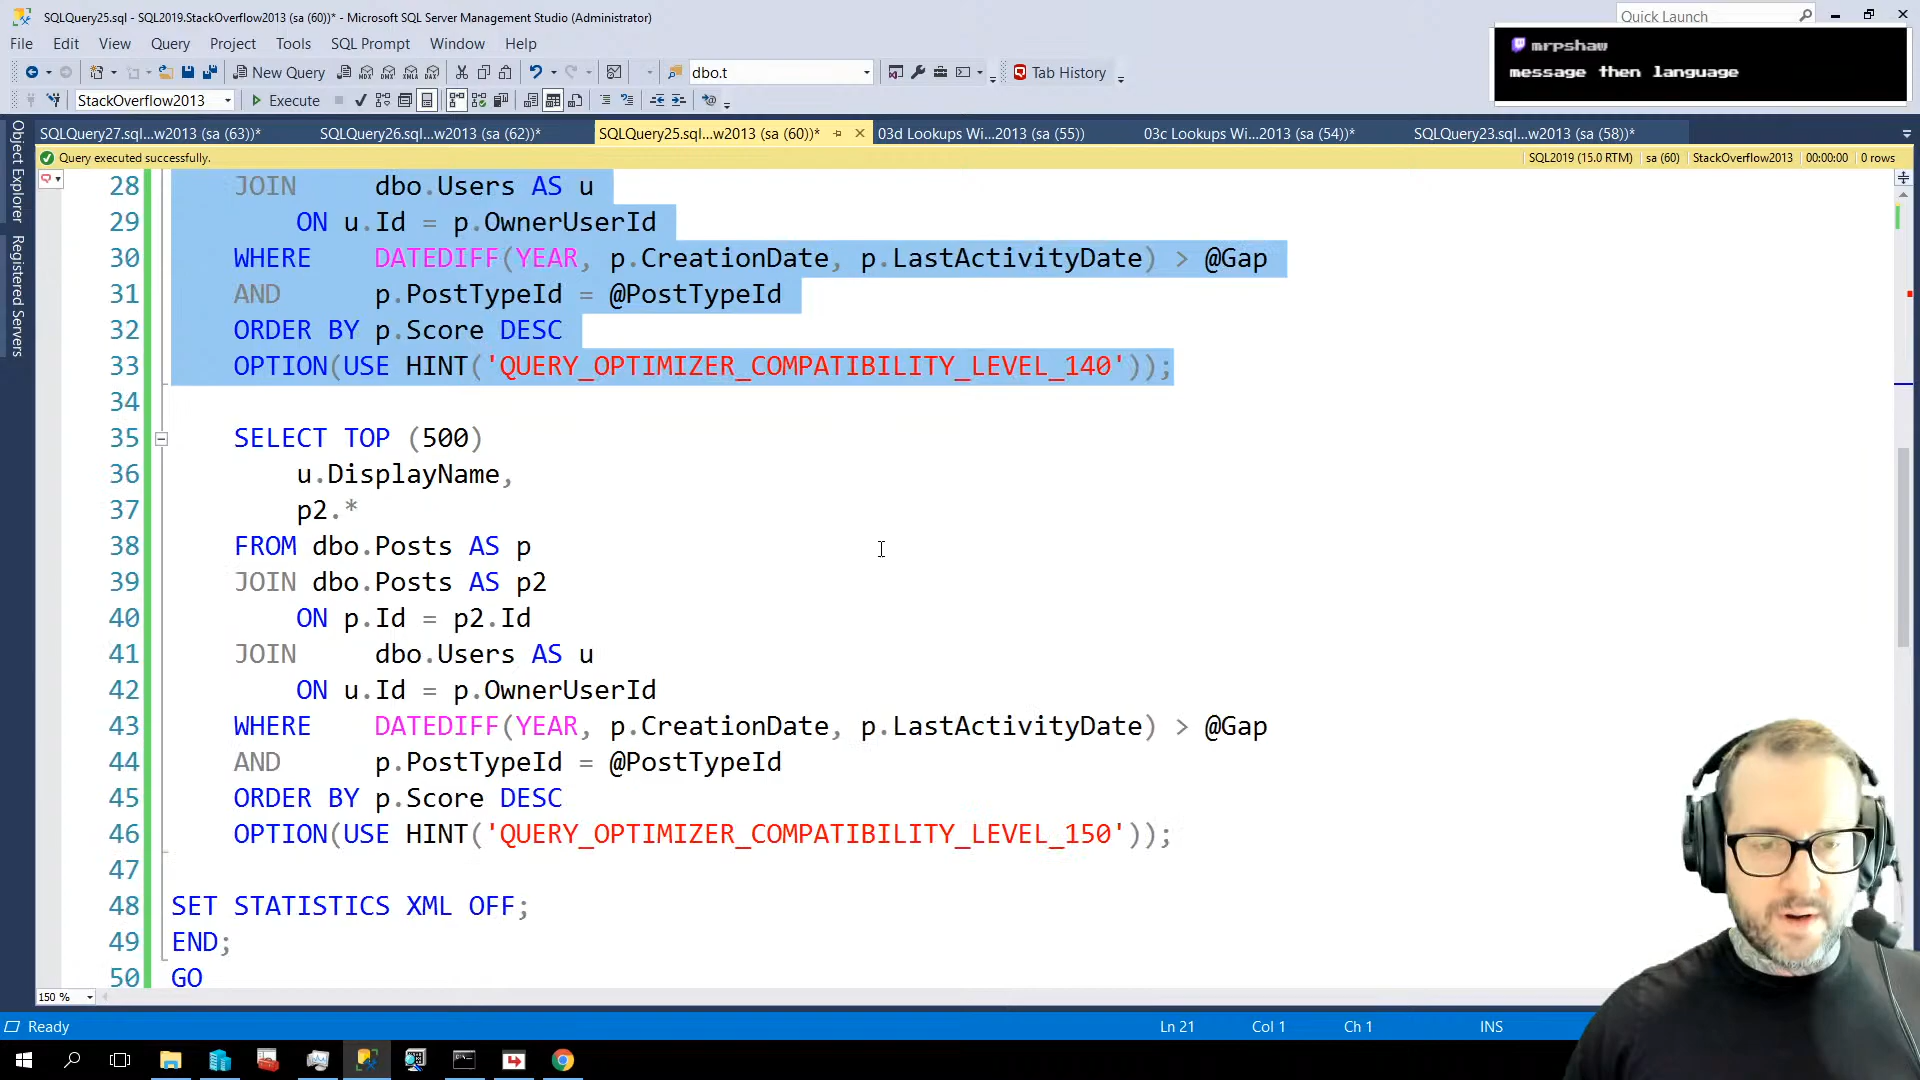 SQLQuery25.sql - SQL2019.StackOverflow2013 (sa (60))* - Microsoft SQL Server Management Studio (Administrator)
Quick Launch
File Edit View Query Project Tools SQL Prompt Window Help
mrpshaw
message then language
New Query
dbo.t
Tab History
StackOverflow2013
Execute
SQLQuery27.sql...w2013 (sa (63))*
SQLQuery26.sql...w2013 (sa (62))*
SQLQuery25.sql...w2013 (sa (60))*
03d Lookups Wi...2013 (sa (55))
03c Lookups Wi...2013 (sa (54))*
SQLQuery23.sql...w2013 (sa (58))*
Query executed successfully.
SQL2019 (15.0 RTM) sa (60) StackOverflow2013 00:00:00 0 rows
Object Explorer
Registered Servers
28 JOIN dbo.Users AS u
29 ON u.Id = p.OwnerUserId
30 WHERE DATEDIFF(YEAR, p.CreationDate, p.LastActivityDate) > @Gap
31 AND p.PostTypeId = @PostTypeId
32 ORDER BY p.Score DESC
33 OPTION(USE HINT('QUERY_OPTIMIZER_COMPATIBILITY_LEVEL_140'));
34
35 SELECT TOP (500)
36 u.DisplayName,
37 p2.*
38 FROM dbo.Posts AS p
39 JOIN dbo.Posts AS p2
40 ON p.Id = p2.Id
41 JOIN dbo.Users AS u
42 ON u.Id = p.OwnerUserId
43 WHERE DATEDIFF(YEAR, p.CreationDate, p.LastActivityDate) > @Gap
44 AND p.PostTypeId = @PostTypeId
45 ORDER BY p.Score DESC
46 OPTION(USE HINT('QUERY_OPTIMIZER_COMPATIBILITY_LEVEL_150'));
47
48 SET STATISTICS XML OFF;
49 END;
50 GO
150 %
Ready
Ln 21 Col 1 Ch 1 INS